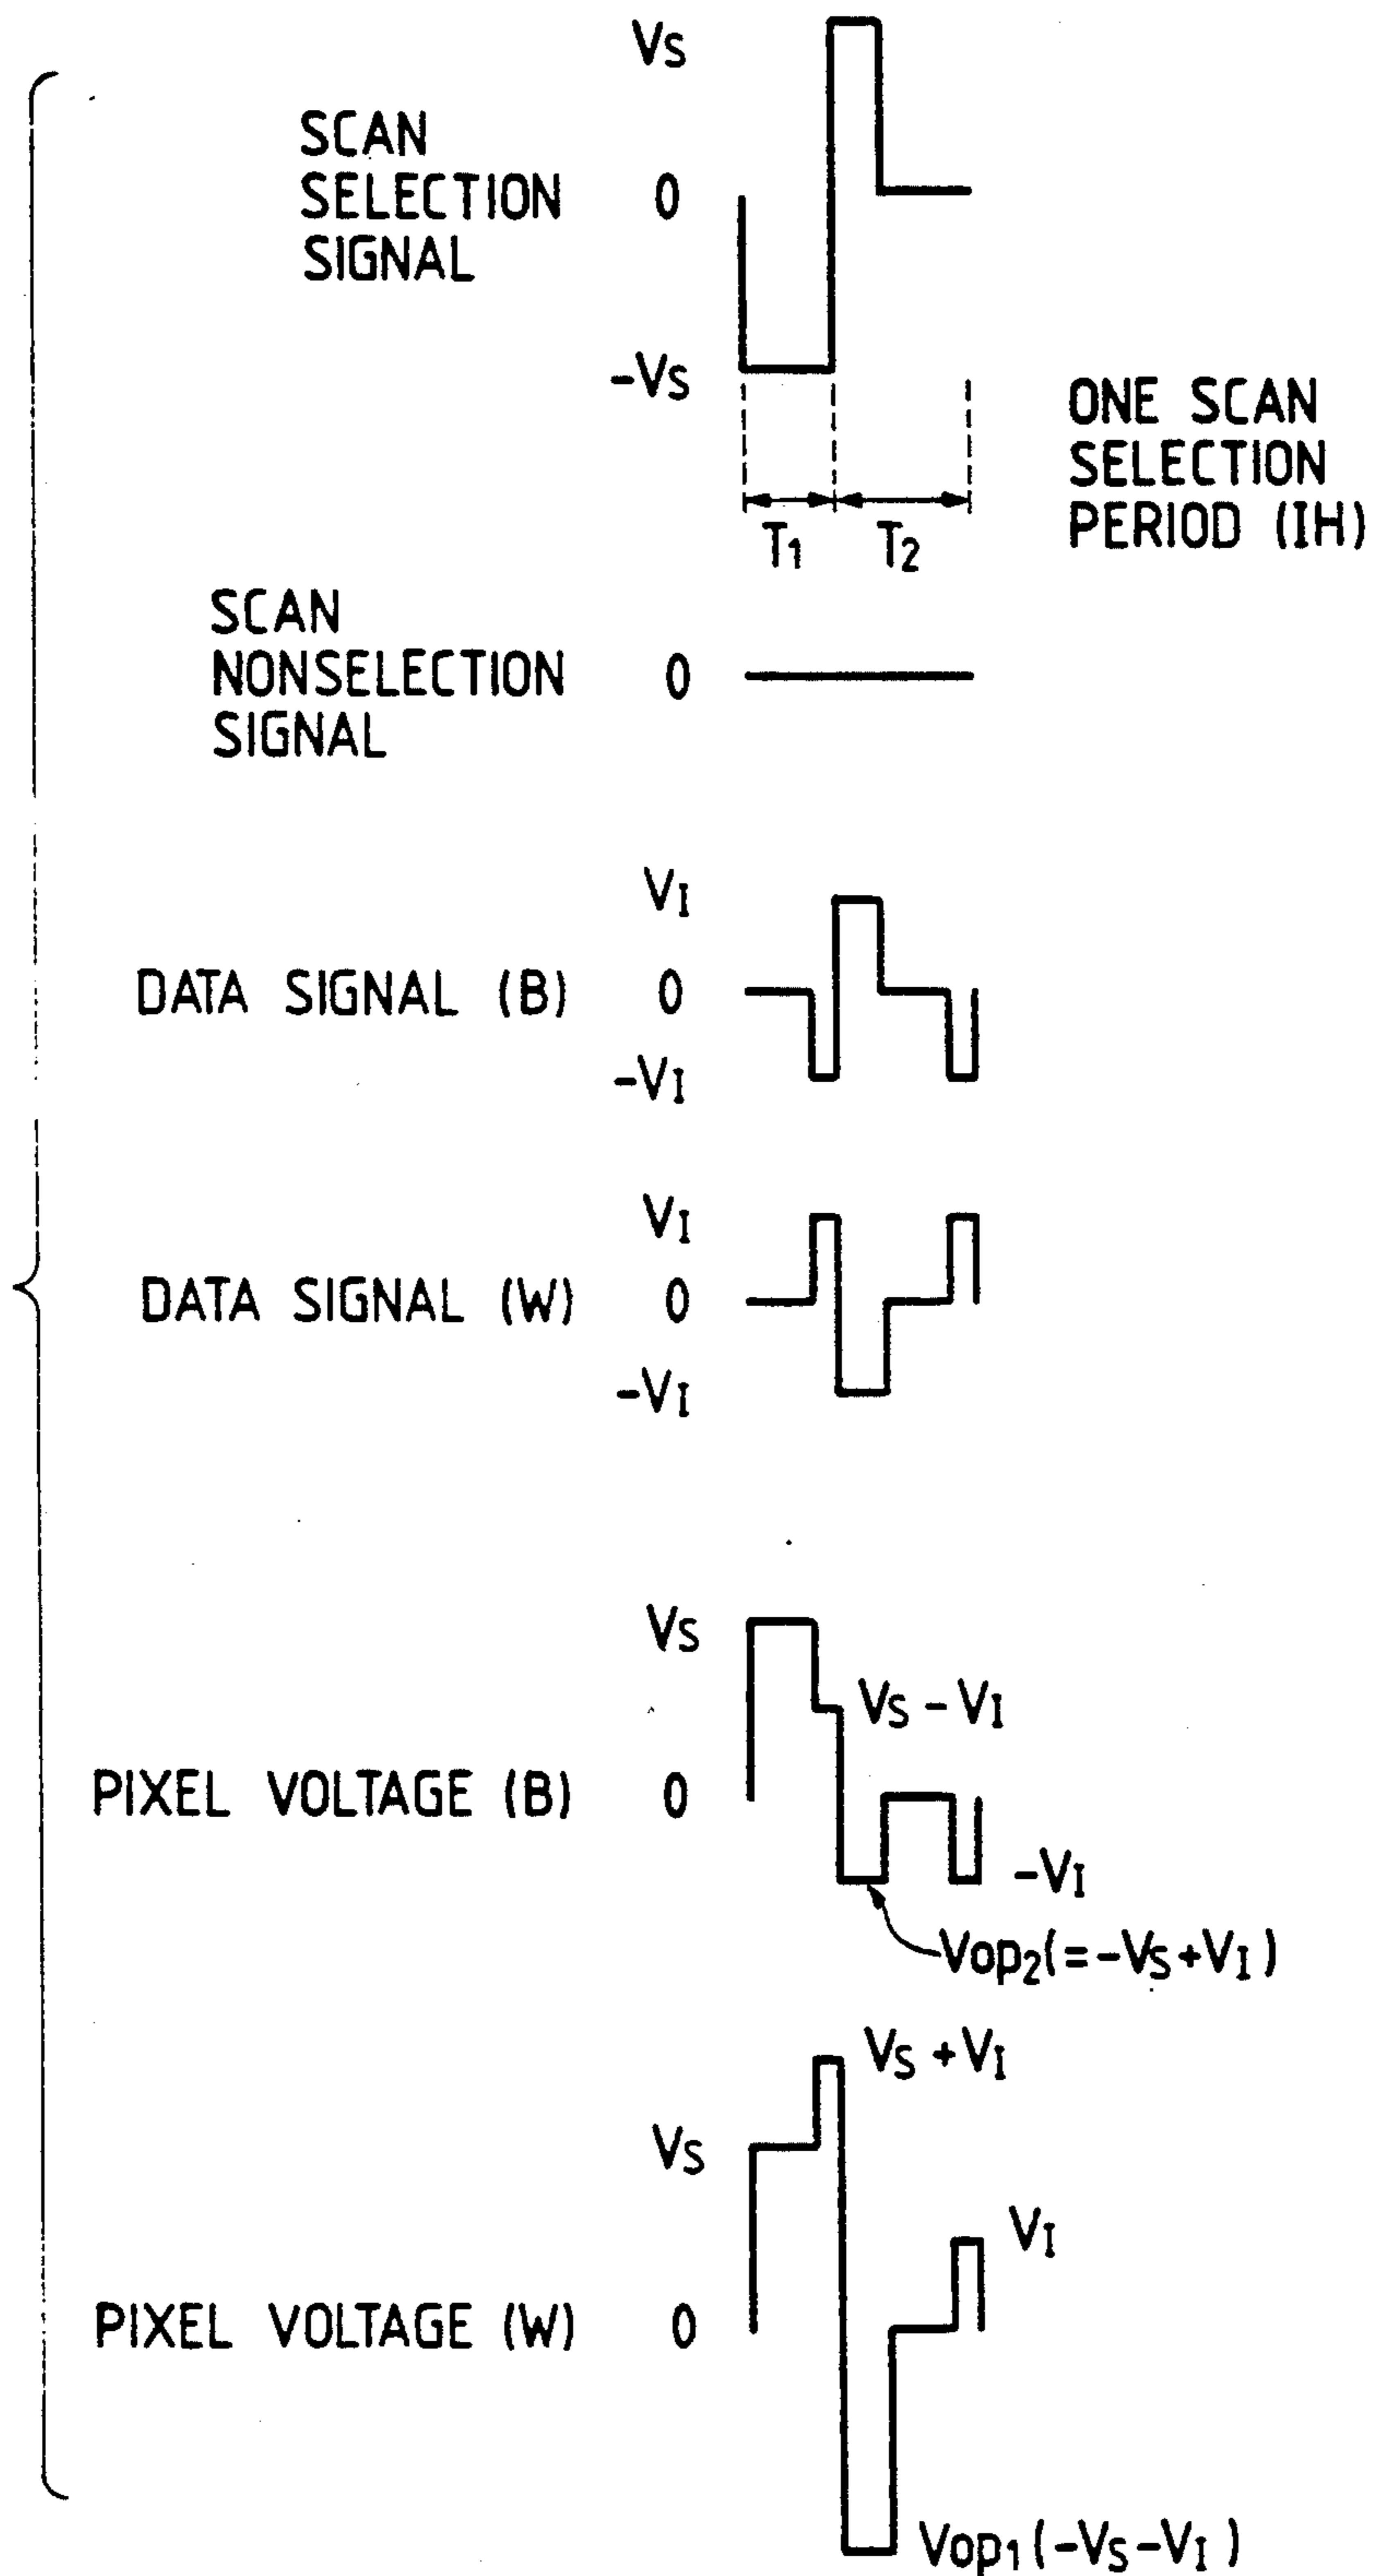 VS
SCAN
SELECTION 0
SIGNAL
-VS
ONE SCAN
SELECTION
PERIOD (IH)
T1 T2
SCAN
NONSELECTION 0
SIGNAL
VI
DATA SIGNAL (B) 0
-VI
VI
DATA SIGNAL (W) 0
-VI
VS
VS - VI
PIXEL VOLTAGE (B) 0
-VI
Vop2(=-VS+VI)
VS + VI
VS
VI
PIXEL VOLTAGE (W) 0
Vop1(-VS-VI)